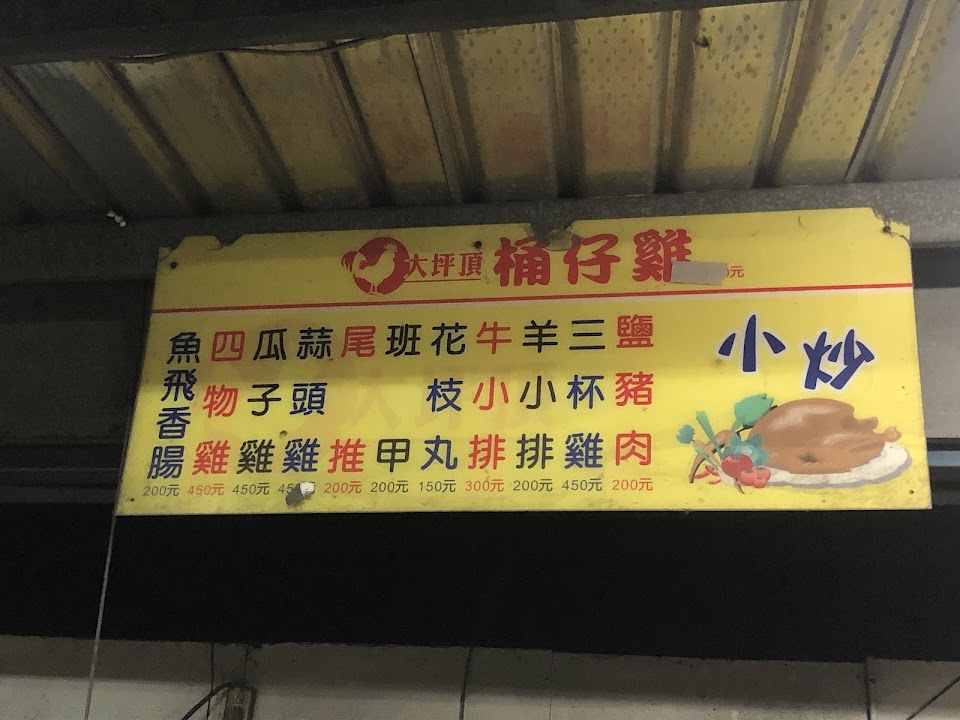 大坪頂 桶仔雞
小炒
鹽豬肉 200元
三杯雞 450元
羊小排 200元
牛小排 300元
花枝丸 150元
班甲 200元
尾推 200元
蒜頭雞
瓜子雞 450元
四物雞 450元
魚飛香腸 200元